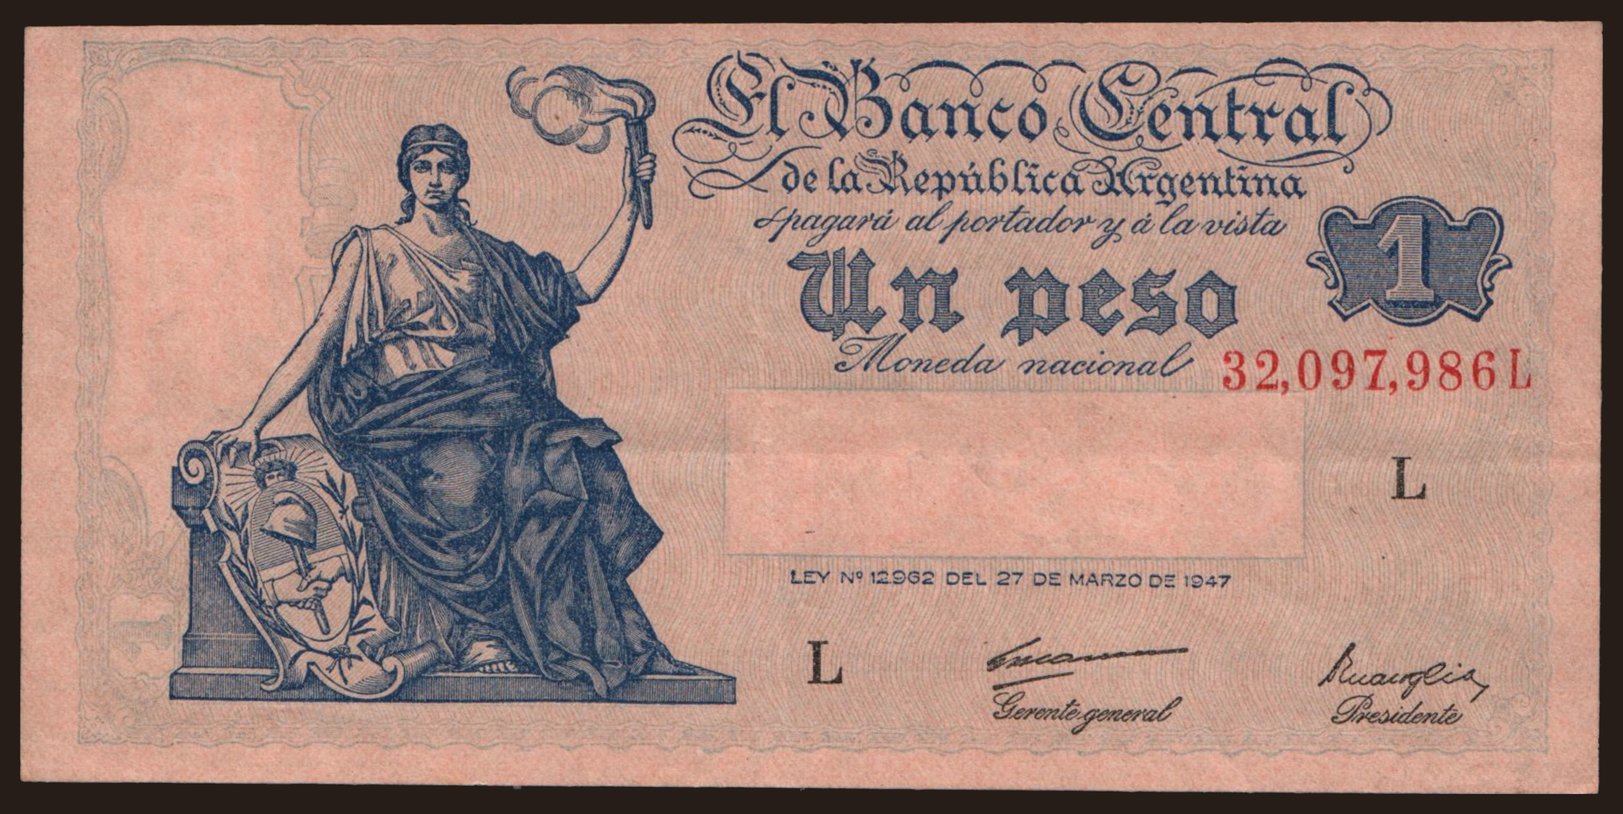 El Banco Central
de la República Argentina
pagará al portador y á la vista
Un peso
1
Moneda nacional
32,097,986 L
L
LEY Nº 12962 DEL 27 DE MARZO DE 1947
L
Gerente general
Presidente